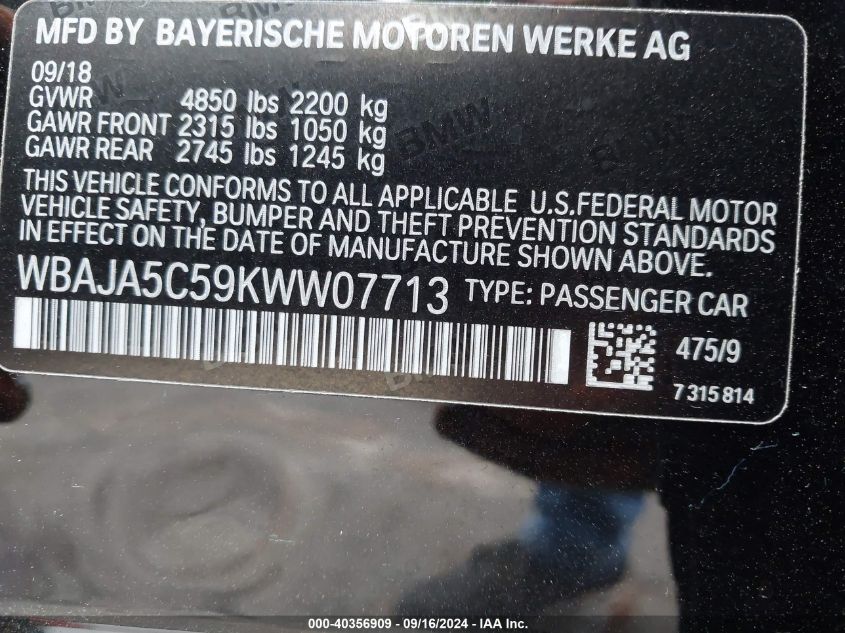 MFD BY BAYERISCHE MOTOREN WERKE AG
09/18
GVWR 4850 lbs 2200 kg
GAWR FRONT 2315 lbs 1050 kg
GAWR REAR 2745 lbs 1245 kg
THIS VEHICLE CONFORMS TO ALL APPLICABLE U.S.FEDERAL MOTOR
VEHICLE SAFETY, BUMPER AND THEFT PREVENTION STANDARDS
IN EFFECT ON THE DATE OF MANUFACTURE SHOWN ABOVE.
WBAJA5C59KWW07713 TYPE: PASSENGER CAR
475/9
7 315 814
000-40356909 - 09/16/2024 - IAA Inc.